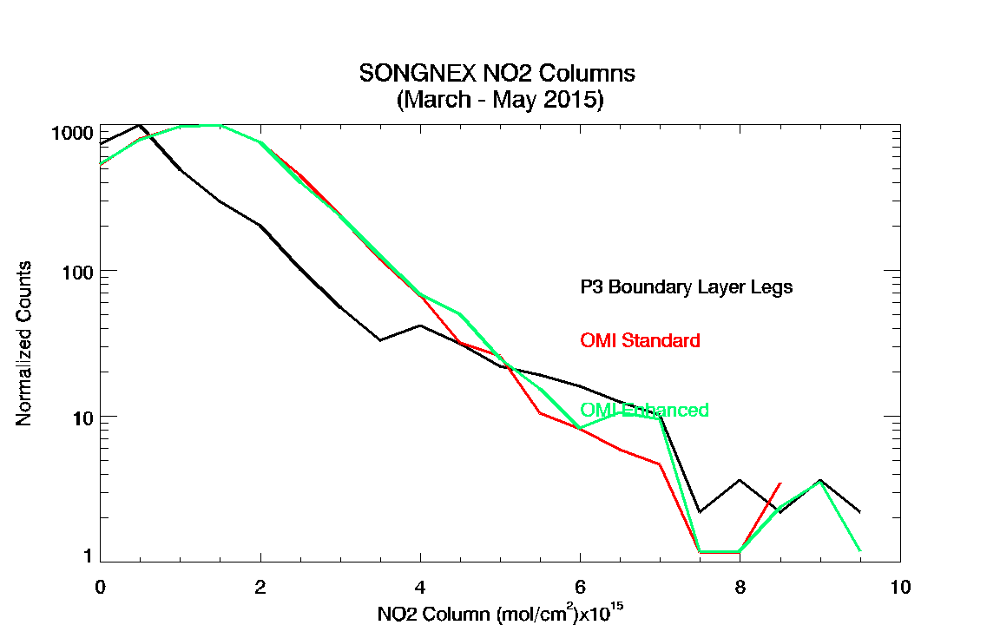 SONGNEX NO2 Columns
(March - May 2015)
1000
100
10
1
Normalized Counts
P3 Boundary Layer Legs
OMI Standard
OMI Enhanced
0 2 4 6 8 10
NO2 Column (mol/cm²)x10¹⁵